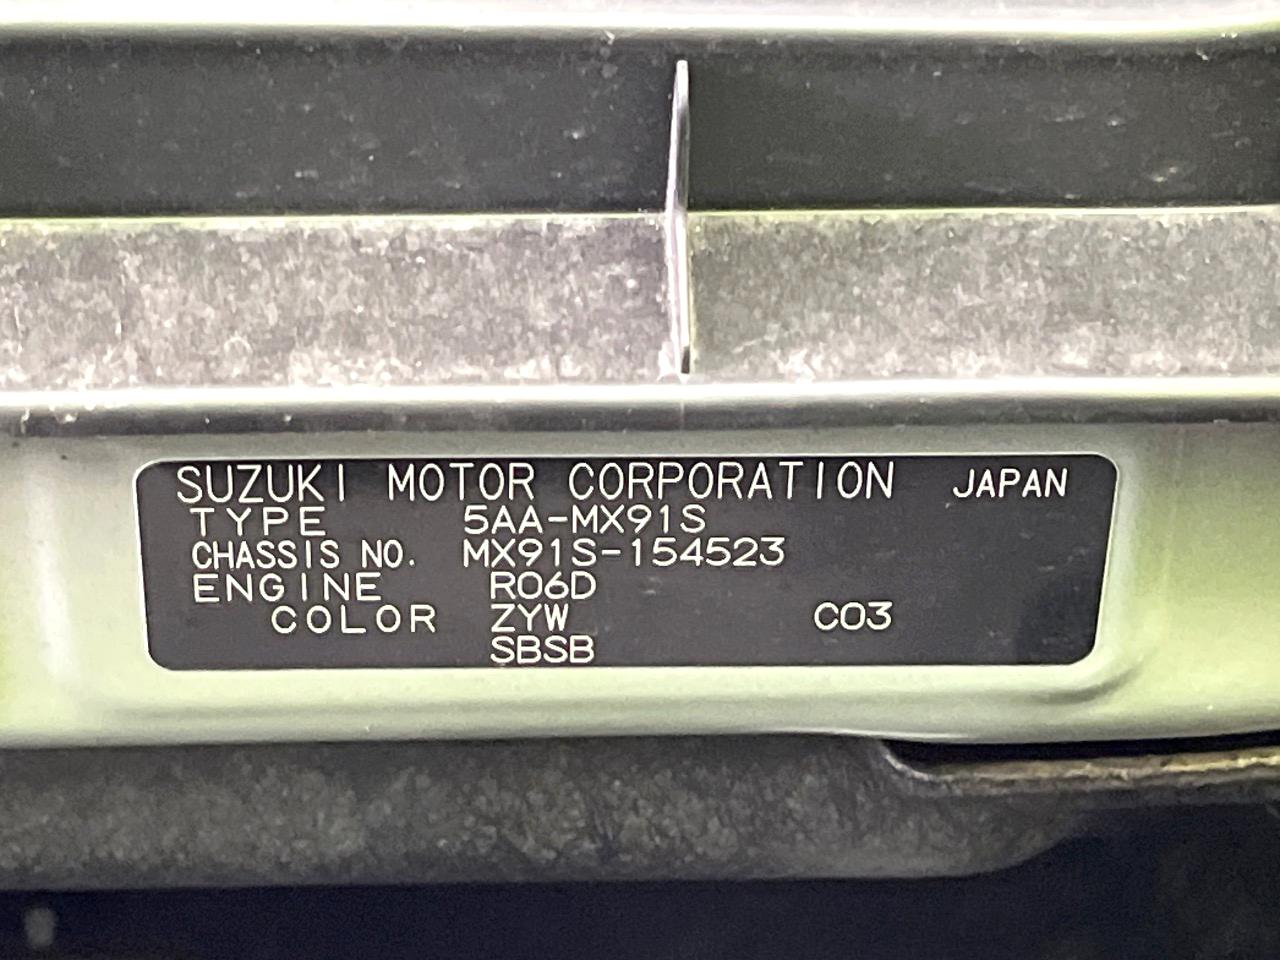 SUZUKI MOTOR CORPORATION JAPAN
TYPE 5AA-MX91S
CHASSIS NO. MX91S-154523
ENGINE R06D
COLOR ZYW C03
SBSB